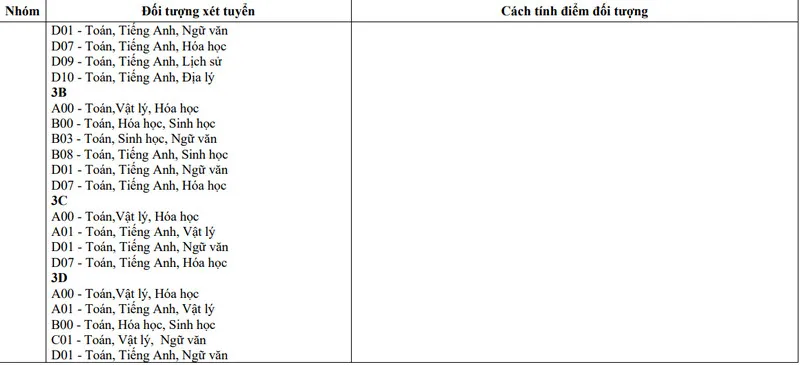 Nhóm Đối tượng xét tuyển Cách tính điểm đối tượng
D01 - Toán, Tiếng Anh, Ngữ văn
D07 - Toán, Tiếng Anh, Hóa học
D09 - Toán, Tiếng Anh, Lịch sử
D10 - Toán, Tiếng Anh, Địa lý
3B
A00 - Toán,Vật lý, Hóa học
B00 - Toán, Hóa học, Sinh học
B03 - Toán, Sinh học, Ngữ văn
B08 - Toán, Tiếng Anh, Sinh học
D01 - Toán, Tiếng Anh, Ngữ văn
D07 - Toán, Tiếng Anh, Hóa học
3C
A00 - Toán,Vật lý, Hóa học
A01 - Toán, Tiếng Anh, Vật lý
D01 - Toán, Tiếng Anh, Ngữ văn
D07 - Toán, Tiếng Anh, Hóa học
3D
A00 - Toán,Vật lý, Hóa học
A01 - Toán, Tiếng Anh, Vật lý
B00 - Toán, Hóa học, Sinh học
C01 - Toán, Vật lý, Ngữ văn
D01 - Toán, Tiếng Anh, Ngữ văn